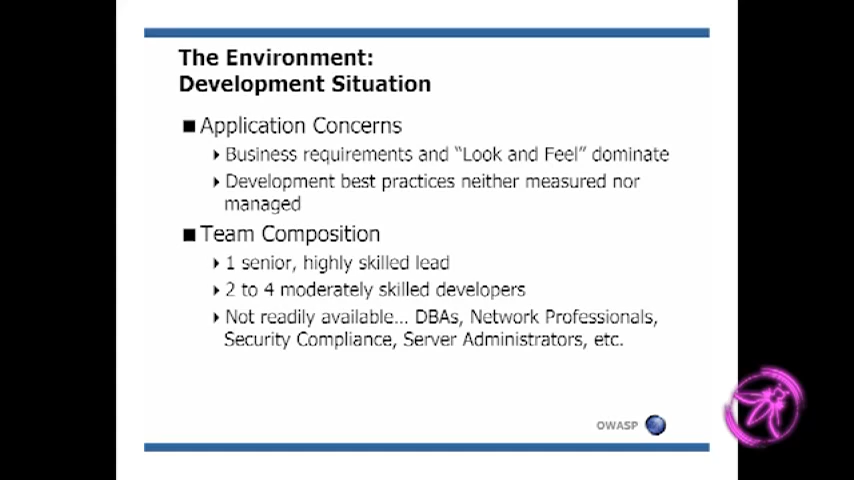 The Environment:
Development Situation
Application Concerns
Business requirements and “Look and Feel” dominate
Development best practices neither measured nor
managed
Team Composition
1 senior, highly skilled lead
2 to 4 moderately skilled developers
Not readily available... DBAs, Network Professionals,
Security Compliance, Server Administrators, etc.
OWASP